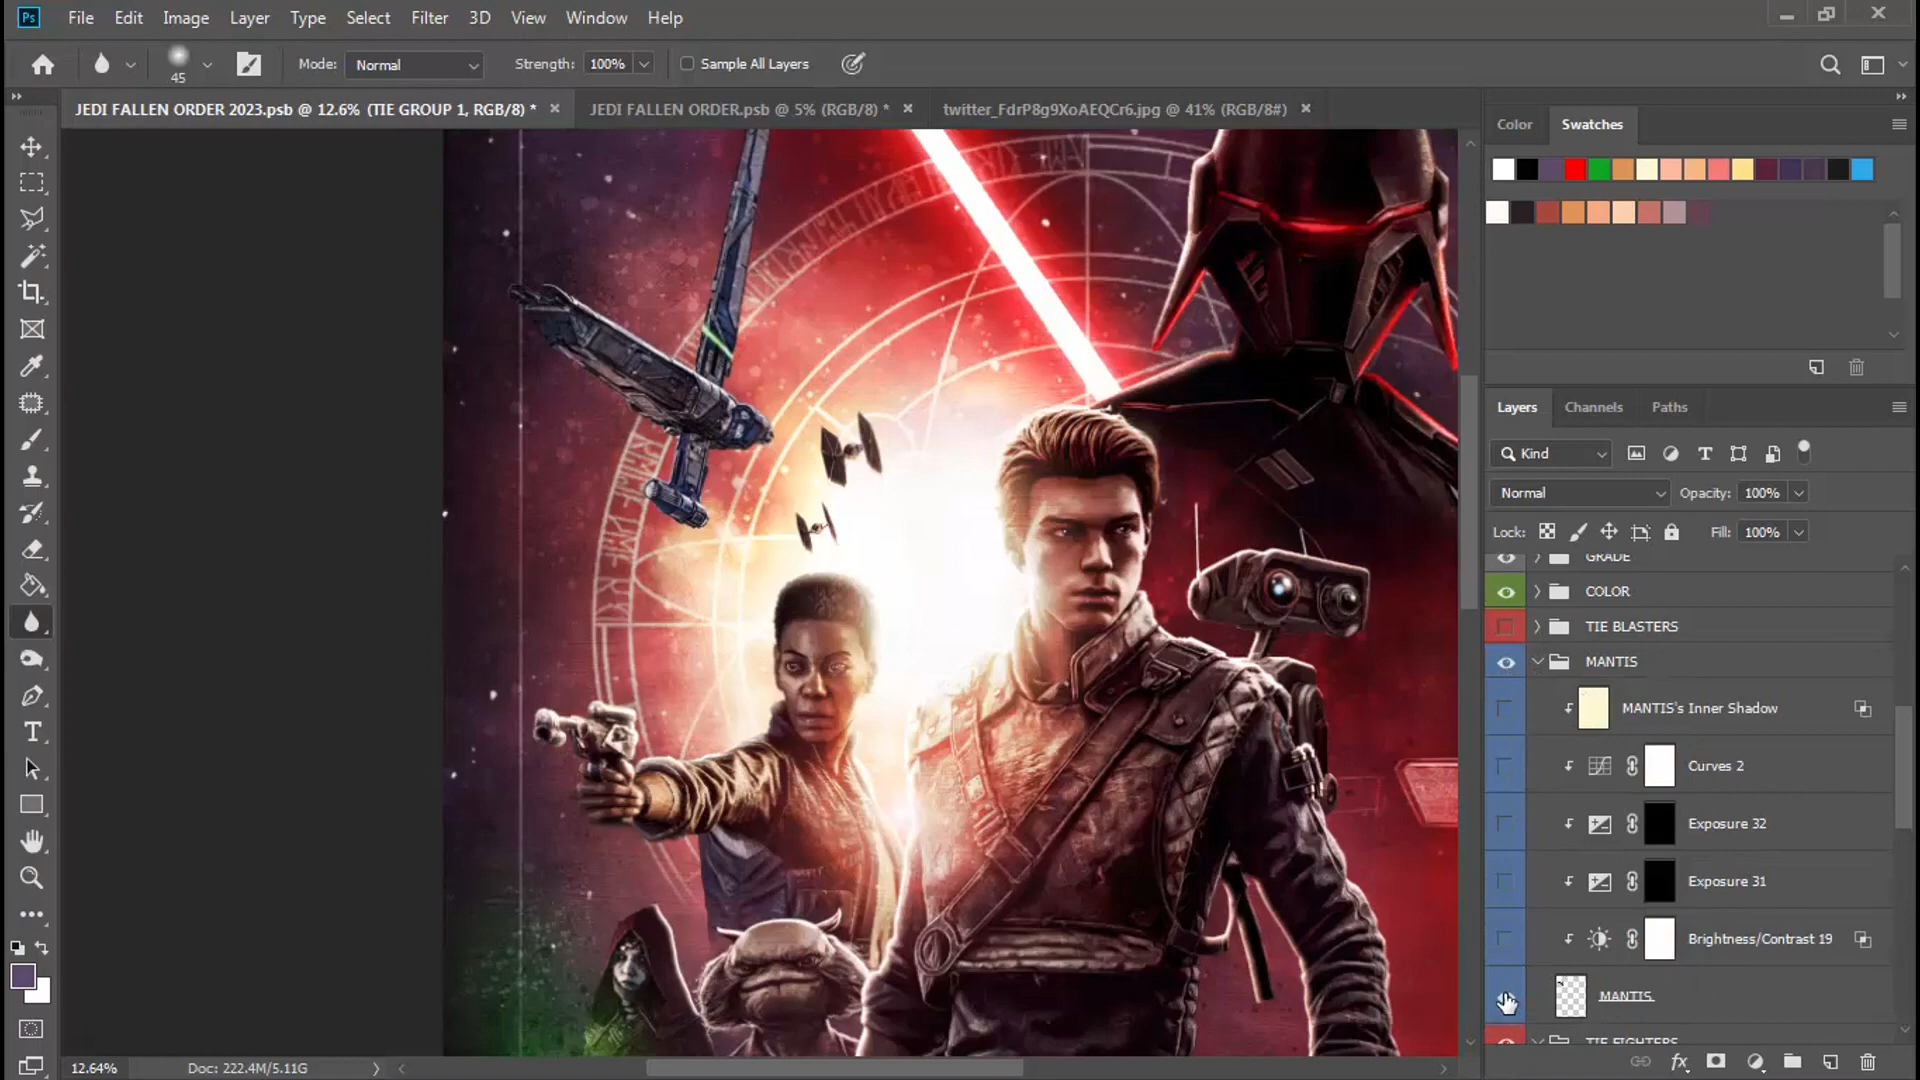 Ps File Edit Image Layer Type Select Filter 3D View Window Help
45 Mode: Normal Strength: 100% Sample All Layers
JEDI FALLEN ORDER 2023.psb @ 12.6% (TIE GROUP 1, RGB/8) * JEDI FALLEN ORDER.psb @ 5% (RGB/8) * twitter_FdrP8g9XoAEQCr6.jpg @ 41% (RGB/8#)
Color Swatches
Layers Channels Paths
Kind
Normal Opacity: 100%
Lock: Fill: 100%
GRADE
COLOR
TIE BLASTERS
MANTIS
MANTIS's Inner Shadow
Curves 2
Exposure 32
Exposure 31
Brightness/Contrast 19
MANTIS
TIE FIGHTERS
fx
12.64% Doc: 222.4M/5.11G